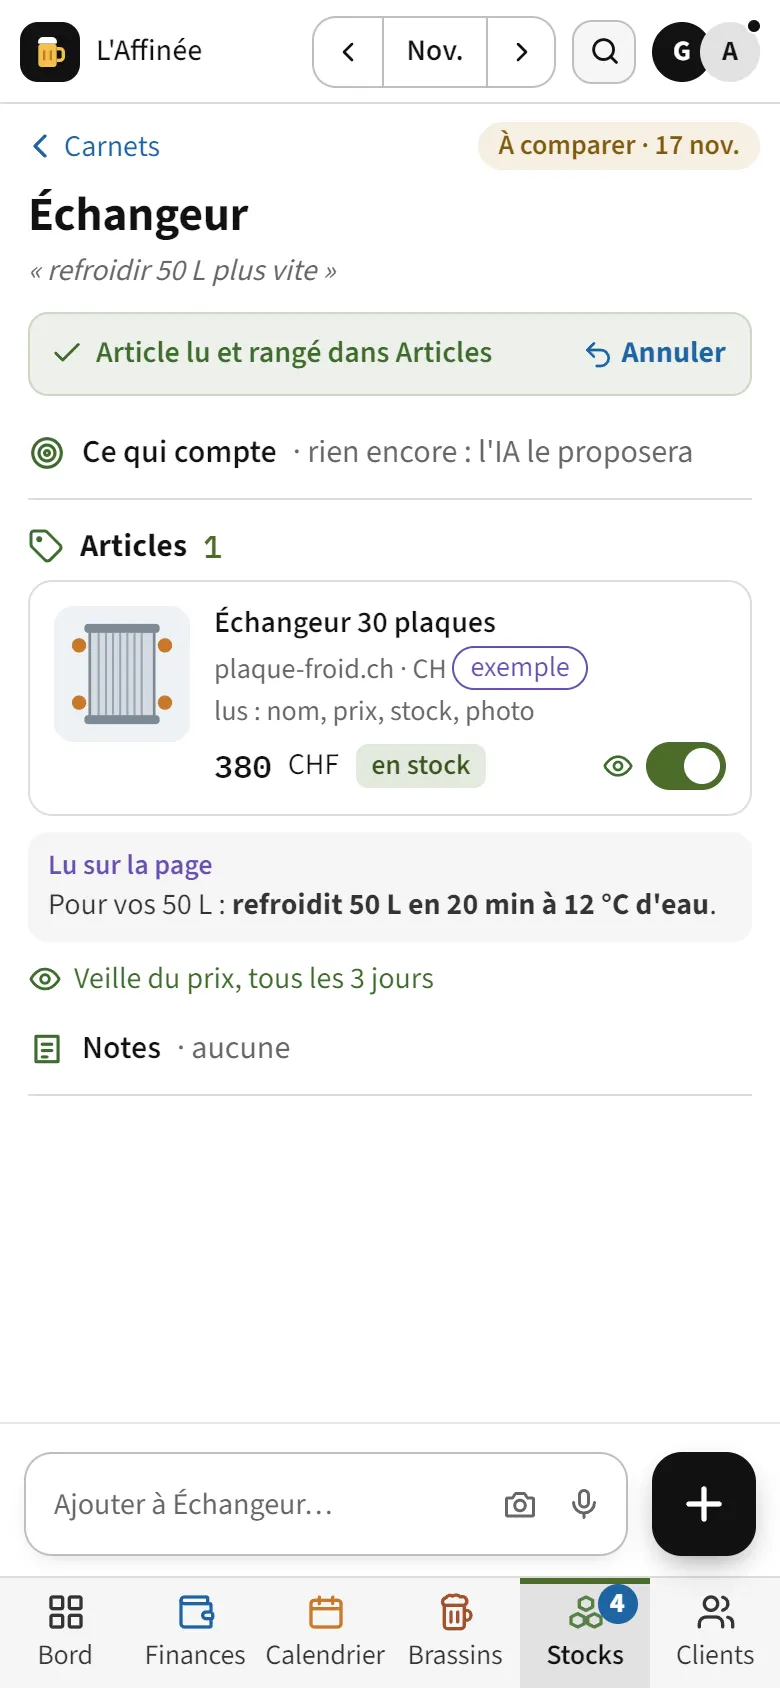 L'Affinée
Nov.
G
A
Carnets
À comparer · 17 nov.
Échangeur
« refroidir 50 L plus vite »
Article lu et rangé dans Articles
Annuler
Ce qui compte · rien encore : l'IA le proposera
Articles 1
Échangeur 30 plaques
plaque-froid.ch · CH exemple
lus : nom, prix, stock, photo
380 CHF en stock
Lu sur la page
Pour vos 50 L : refroidit 50 L en 20 min à 12 °C d'eau.
Veille du prix, tous les 3 jours
Notes · aucune
Ajouter à Échangeur…
4
Bord
Finances
Calendrier
Brassins
Stocks
Clients